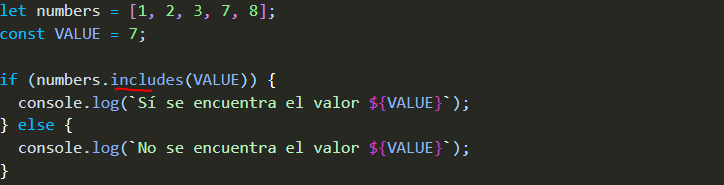 let numbers = [1, 2, 3, 7, 8];
const VALUE = 7;

if (numbers.includes(VALUE)) {
  console.log(`Sí se encuentra el valor ${VALUE}`);
} else {
  console.log(`No se encuentra el valor ${VALUE}`);
}